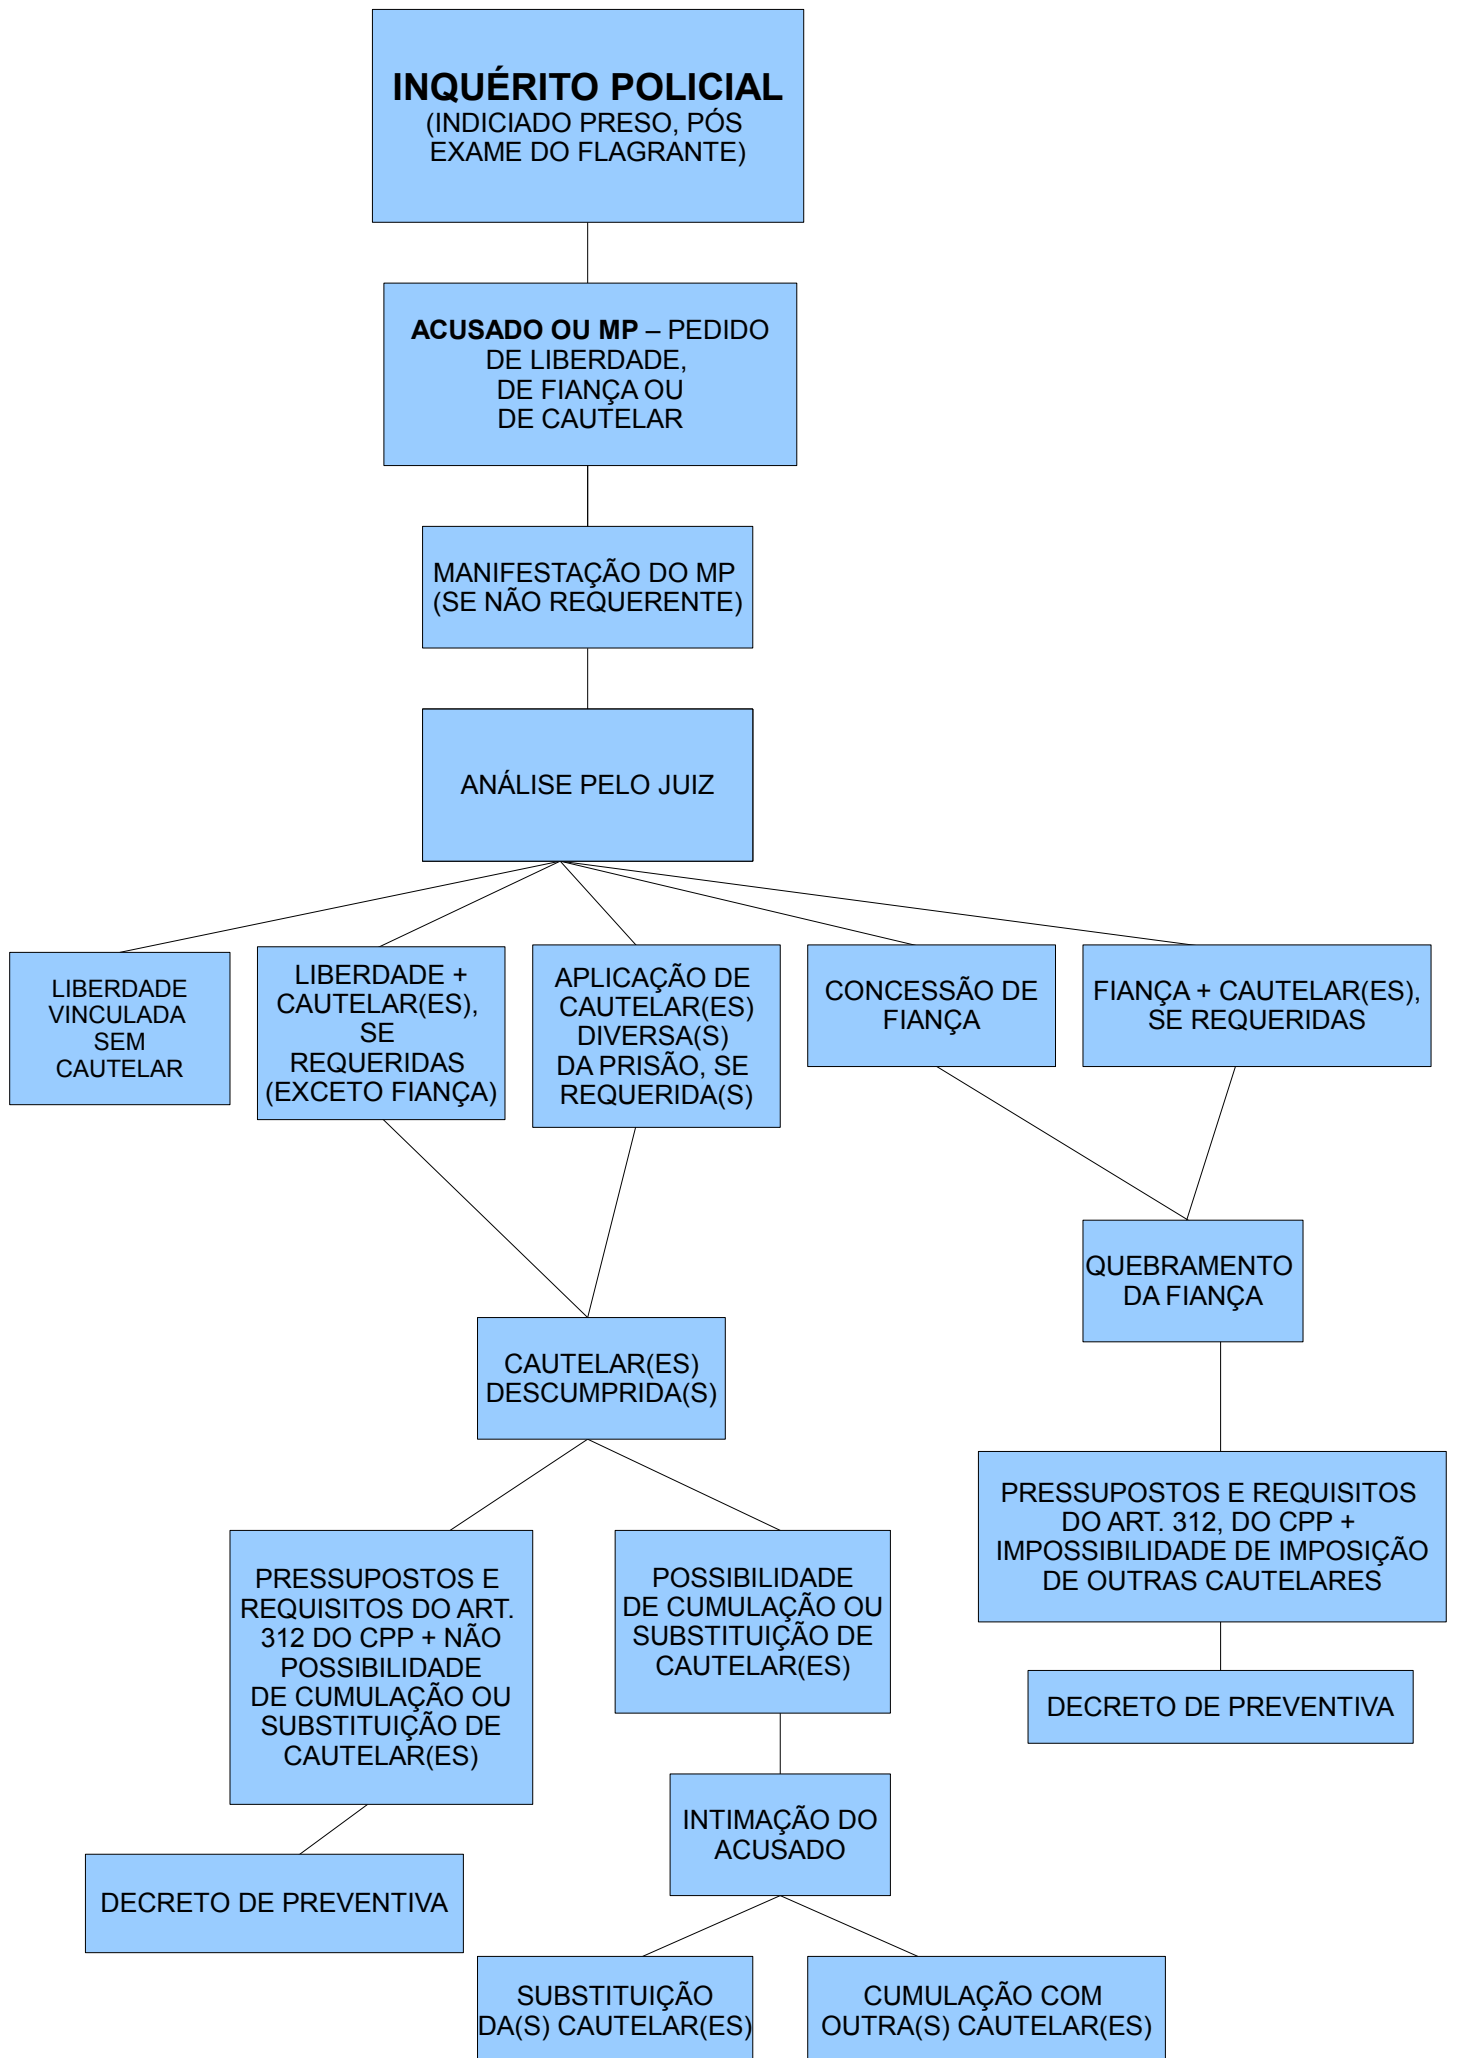 INQUÉRITO POLICIAL
(INDICIADO PRESO, PÓS
EXAME DO FLAGRANTE)
ACUSADO OU MP – PEDIDO
DE LIBERDADE,
DE FIANÇA OU
DE CAUTELAR
MANIFESTAÇÃO DO MP
(SE NÃO REQUERENTE)
ANÁLISE PELO JUIZ
LIBERDADE
VINCULADA
SEM
CAUTELAR
LIBERDADE +
CAUTELAR(ES),
SE
REQUERIDAS
(EXCETO FIANÇA)
APLICAÇÃO DE
CAUTELAR(ES)
DIVERSA(S)
DA PRISÃO, SE
REQUERIDA(S)
CONCESSÃO DE
FIANÇA
FIANÇA + CAUTELAR(ES),
SE REQUERIDAS
QUEBRAMENTO
DA FIANÇA
CAUTELAR(ES)
DESCUMPRIDA(S)
PRESSUPOSTOS E REQUISITOS
DO ART. 312, DO CPP +
IMPOSSIBILIDADE DE IMPOSIÇÃO
DE OUTRAS CAUTELARES
PRESSUPOSTOS E
REQUISITOS DO ART.
312 DO CPP + NÃO
POSSIBILIDADE
DE CUMULAÇÃO OU
SUBSTITUIÇÃO DE
CAUTELAR(ES)
POSSIBILIDADE
DE CUMULAÇÃO OU
SUBSTITUIÇÃO DE
CAUTELAR(ES)
DECRETO DE PREVENTIVA
INTIMAÇÃO DO
ACUSADO
DECRETO DE PREVENTIVA
SUBSTITUIÇÃO
DA(S) CAUTELAR(ES)
CUMULAÇÃO COM
OUTRA(S) CAUTELAR(ES)